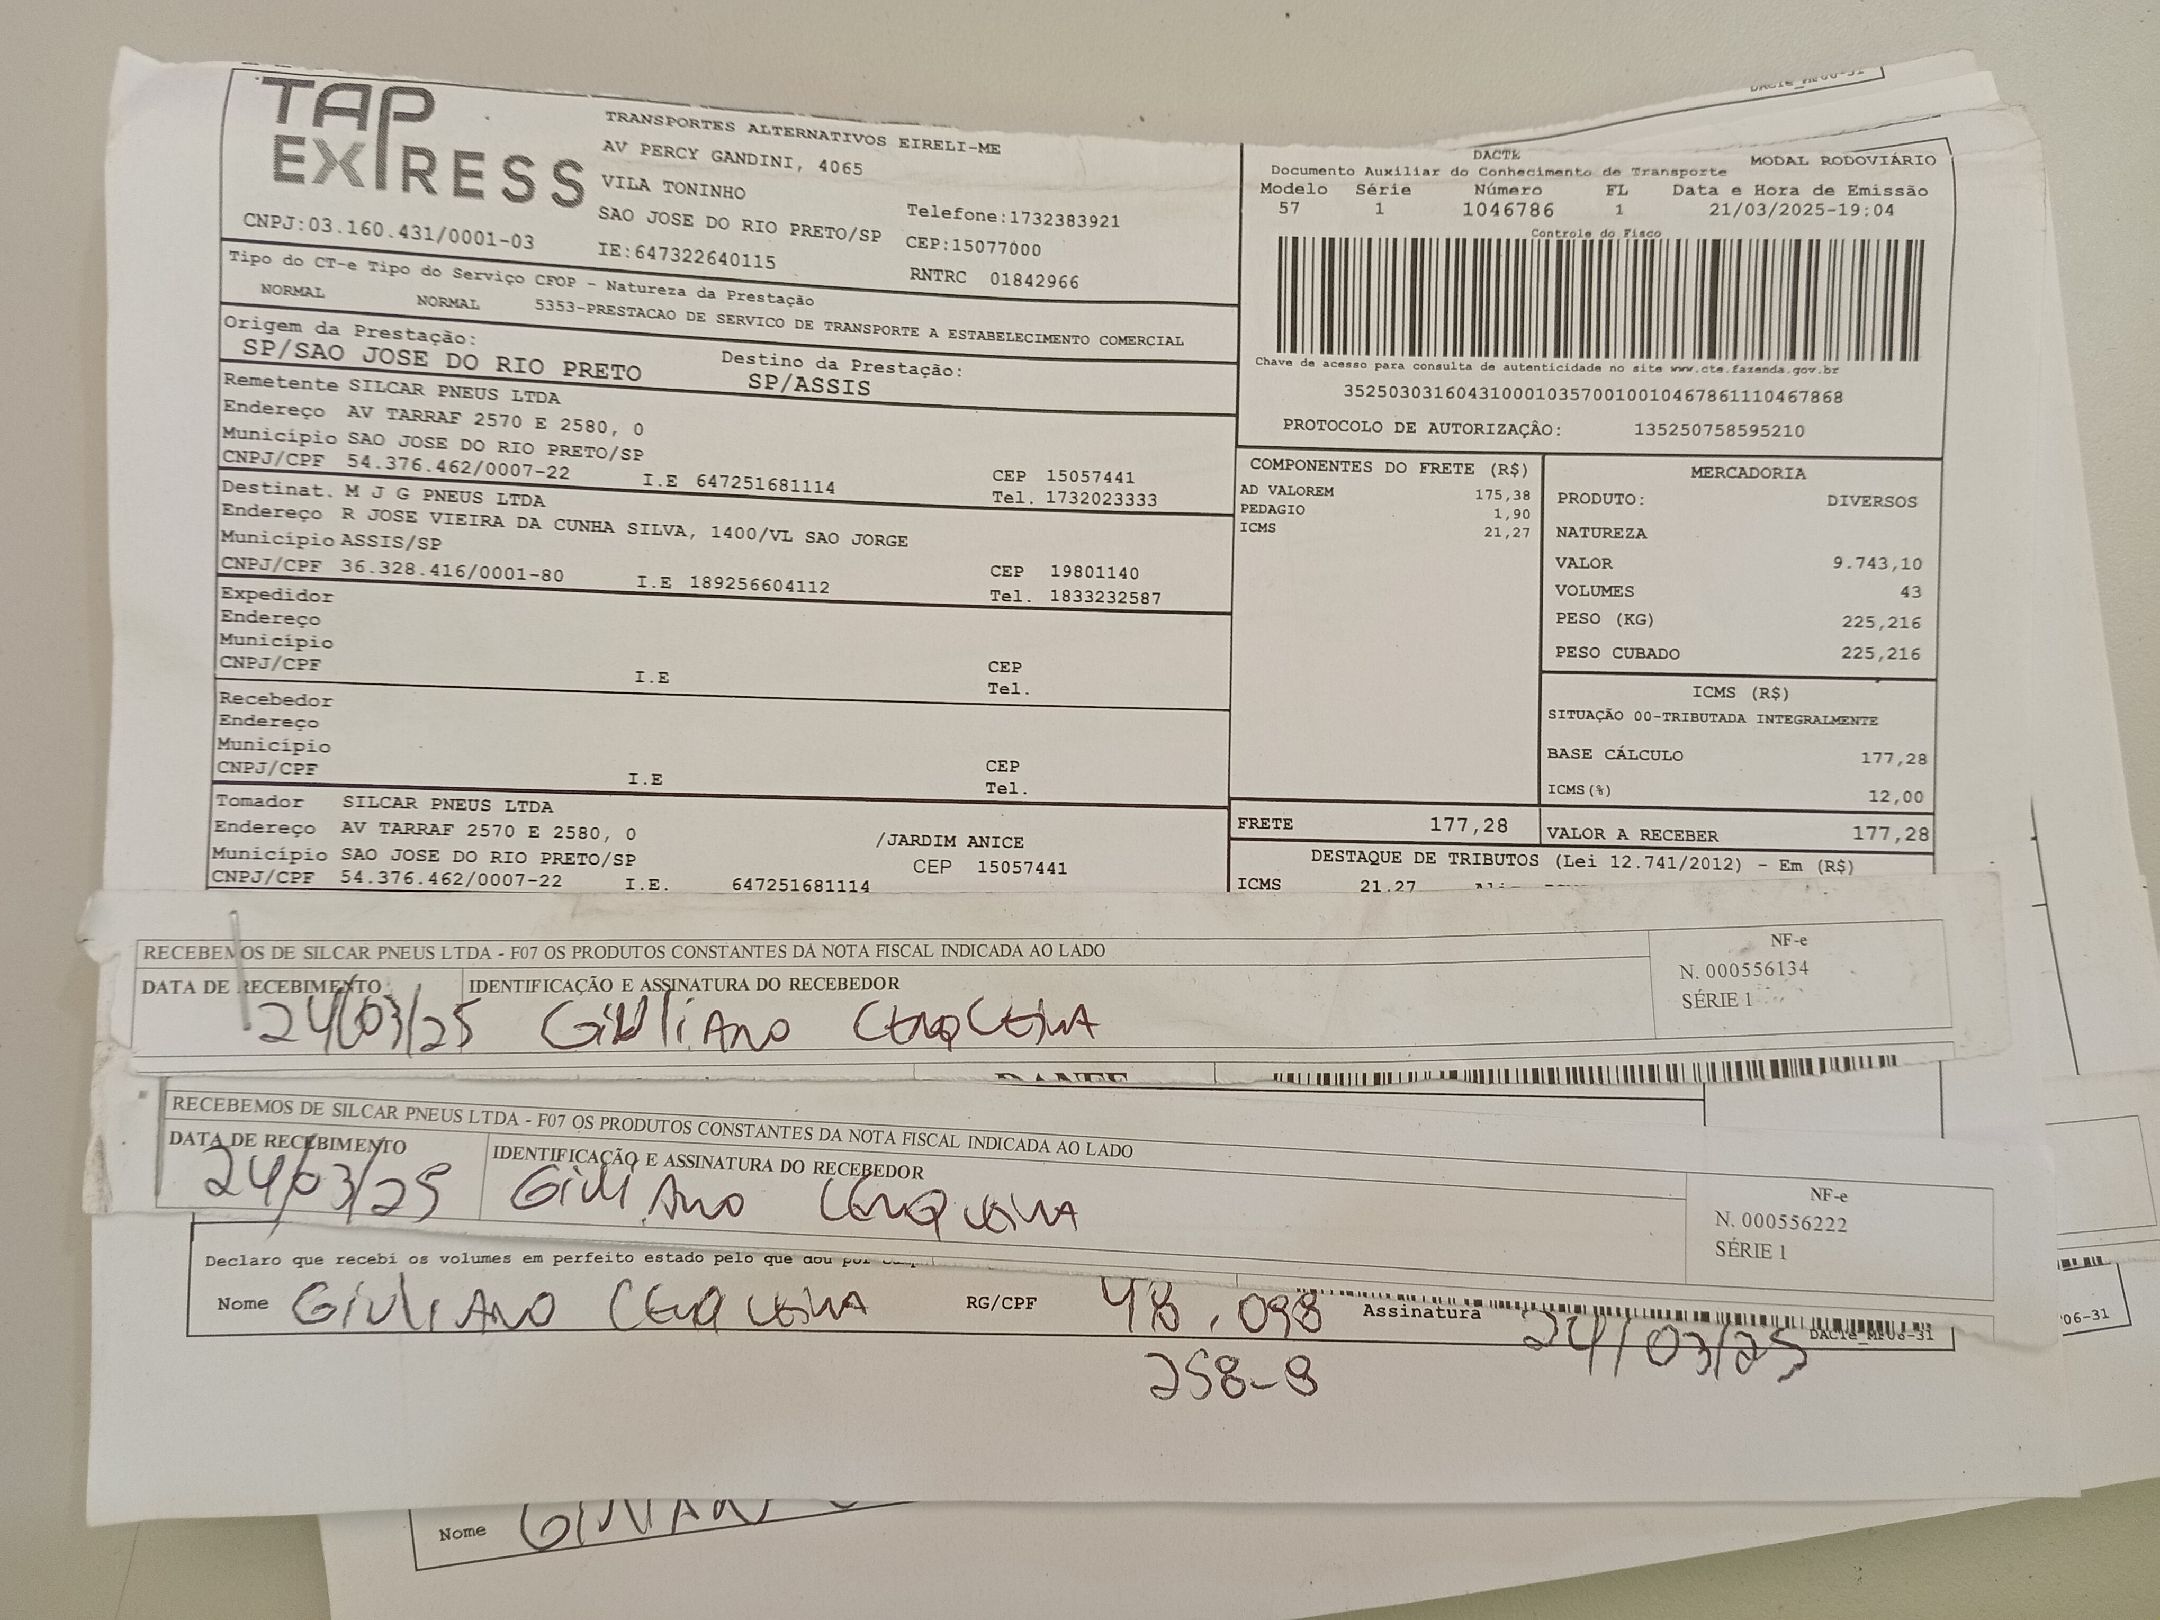 DACTe_MP06-31
TAP
EXPRESS
TRANSPORTES ALTERNATIVOS EIRELI-ME
AV PERCY GANDINI, 4065
VILA TONINHO
SAO JOSE DO RIO PRETO/SP
Telefone:1732383921
CEP:15077000
CNPJ:03.160.431/0001-03
IE:647322640115
RNTRC 01842966
Tipo do CT-e Tipo do Serviço CFOP - Natureza da Prestação
NORMAL NORMAL 5353-PRESTACAO DE SERVICO DE TRANSPORTE A ESTABELECIMENTO COMERCIAL
Origem da Prestação:
SP/SAO JOSE DO RIO PRETO
Destino da Prestação:
SP/ASSIS
Remetente SILCAR PNEUS LTDA
Endereço AV TARRAF 2570 E 2580, 0
Município SAO JOSE DO RIO PRETO/SP
CEP 15057441
CNPJ/CPF 54.376.462/0007-22 I.E 647251681114 Tel. 1732023333
Destinat. M J G PNEUS LTDA
Endereço R JOSE VIEIRA DA CUNHA SILVA, 1400/VL SAO JORGE
Município ASSIS/SP CEP 19801140
CNPJ/CPF 36.328.416/0001-80 I.E 189256604112 Tel. 1833232587
Expedidor
Endereço
Município CEP
CNPJ/CPF I.E Tel.
Recebedor
Endereço
Município CEP
CNPJ/CPF I.E Tel.
Tomador SILCAR PNEUS LTDA
Endereço AV TARRAF 2570 E 2580, 0 /JARDIM ANICE
Município SAO JOSE DO RIO PRETO/SP CEP 15057441
CNPJ/CPF 54.376.462/0007-22 I.E. 647251681114
DACTE MODAL RODOVIÁRIO
Documento Auxiliar do Conhecimento de Transporte
Modelo Série Número FL Data e Hora de Emissão
57 1 1046786 1 21/03/2025-19:04
Controle do Fisco
Chave de acesso para consulta de autenticidade no site www.cte.fazenda.gov.br
35250303160431000103570010010467861110467868
PROTOCOLO DE AUTORIZAÇÃO: 135250758595210
COMPONENTES DO FRETE (R$)
AD VALOREM 175,38
PEDAGIO 1,90
ICMS 21,27
MERCADORIA
PRODUTO: DIVERSOS
NATUREZA
VALOR 9.743,10
VOLUMES 43
PESO (KG) 225,216
PESO CUBADO 225,216
ICMS (R$)
SITUAÇÃO 00-TRIBUTADA INTEGRALMENTE
BASE CÁLCULO 177,28
ICMS(%) 12,00
FRETE 177,28 VALOR A RECEBER 177,28
DESTAQUE DE TRIBUTOS (Lei 12.741/2012) - Em (R$)
ICMS 21,27
RECEBEMOS DE SILCAR PNEUS LTDA - F07 OS PRODUTOS CONSTANTES DA NOTA FISCAL INDICADA AO LADO
DATA DE RECEBIMENTO IDENTIFICAÇÃO E ASSINATURA DO RECEBEDOR
24/03/25 GiuliANO CERQUEIRA
NF-e
N. 000556134
SÉRIE 1
DANFE
RECEBEMOS DE SILCAR PNEUS LTDA - F07 OS PRODUTOS CONSTANTES DA NOTA FISCAL INDICADA AO LADO
DATA DE RECEBIMENTO IDENTIFICAÇÃO E ASSINATURA DO RECEBEDOR
24/03/25 GiuliANO CERQUEIRA
NF-e
N. 000556222
SÉRIE 1
Declaro que recebi os volumes em perfeito estado pelo que dou por
Nome GiuliANO CERQUEIRA RG/CPF 48.098 Assinatura 24/03/25
258-8
DACTe_MP06-31
06-31
Nome